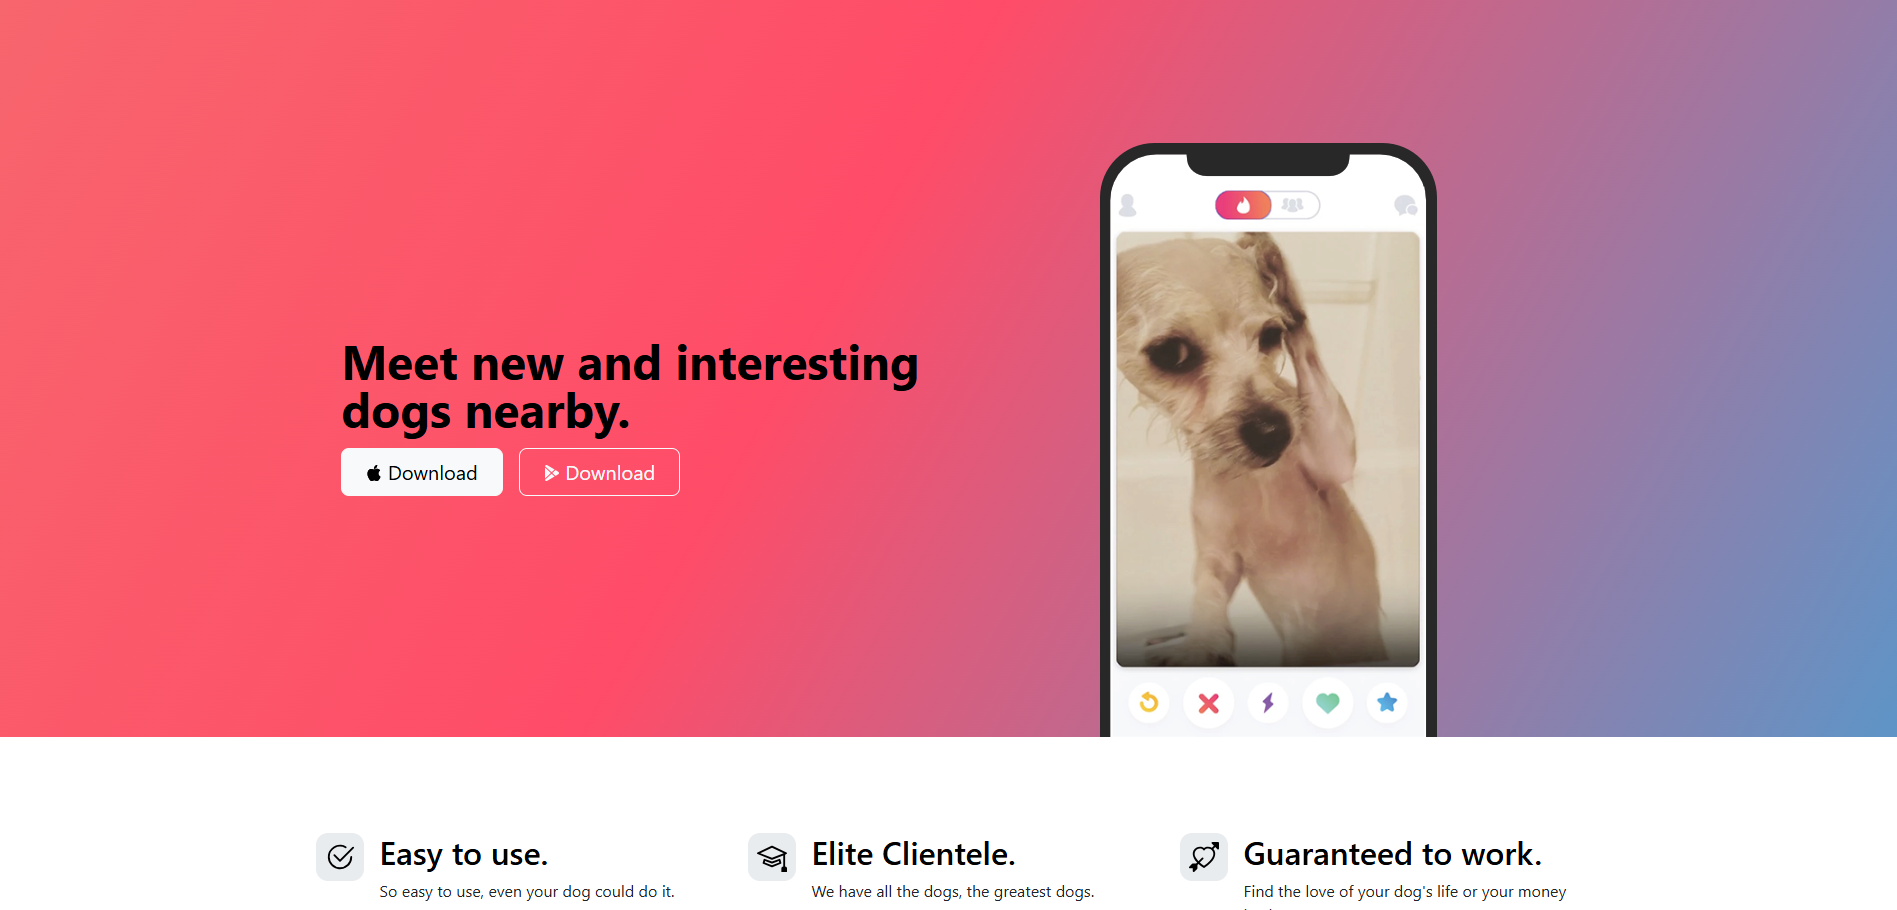 Meet new and interesting
dogs nearby.
Download
Download
Easy to use.
So easy to use, even your dog could do it.
Elite Clientele.
We have all the dogs, the greatest dogs.
Guaranteed to work.
Find the love of your dog's life or your money